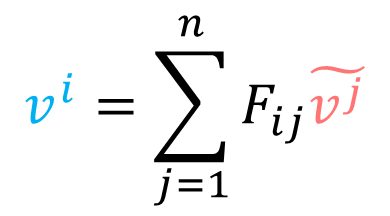 $v^i = \sum_{j=1}^{n} F_{ij} \widetilde{v^j}$